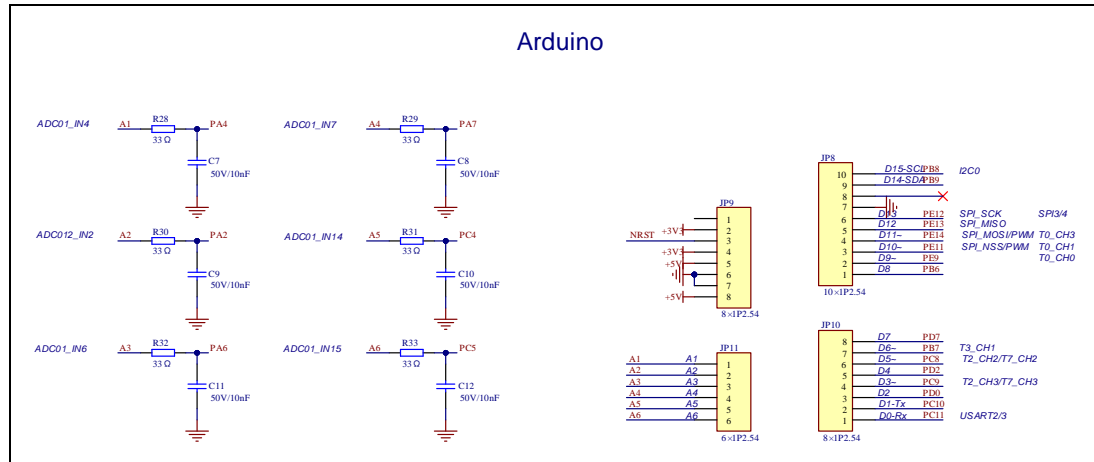 Arduino
ADC01_IN4 A1 R28 33 Ω PA4 C7 50V/10nF
ADC01_IN7 A4 R29 33 Ω PA7 C8 50V/10nF
ADC012_IN2 A2 R30 33 Ω PA2 C9 50V/10nF
ADC01_IN14 A5 R31 33 Ω PC4 C10 50V/10nF
ADC01_IN6 A3 R32 33 Ω PA6 C11 50V/10nF
ADC01_IN15 A6 R33 33 Ω PC5 C12 50V/10nF
JP9
1
+3V3 2
NRST 3
+3V3 4
+5V 5
6
7
+5V 8
8×1P2.54
JP11
A1 A1 1
A2 A2 2
A3 A3 3
A4 A4 4
A5 A5 5
A6 A6 6
6×1P2.54
JP8
10 D15-SCL PB8 I2C0
9 D14-SDA PB9
8
7
6 D13 PE12 SPI_SCK SPI3/4
5 D12 PE13 SPI_MISO
4 D11~ PE14 SPI_MOSI/PWM T0_CH3
3 D10~ PE11 SPI_NSS/PWM T0_CH1
2 D9~ PE9 T0_CH0
1 D8 PB6
10×1P2.54
JP10
8 D7 PD7
7 D6~ PB7 T3_CH1
6 D5~ PC8 T2_CH2/T7_CH2
5 D4 PD2
4 D3~ PC9 T2_CH3/T7_CH3
3 D2 PD0
2 D1-Tx PC10
1 D0-Rx PC11 USART2/3
8×1P2.54